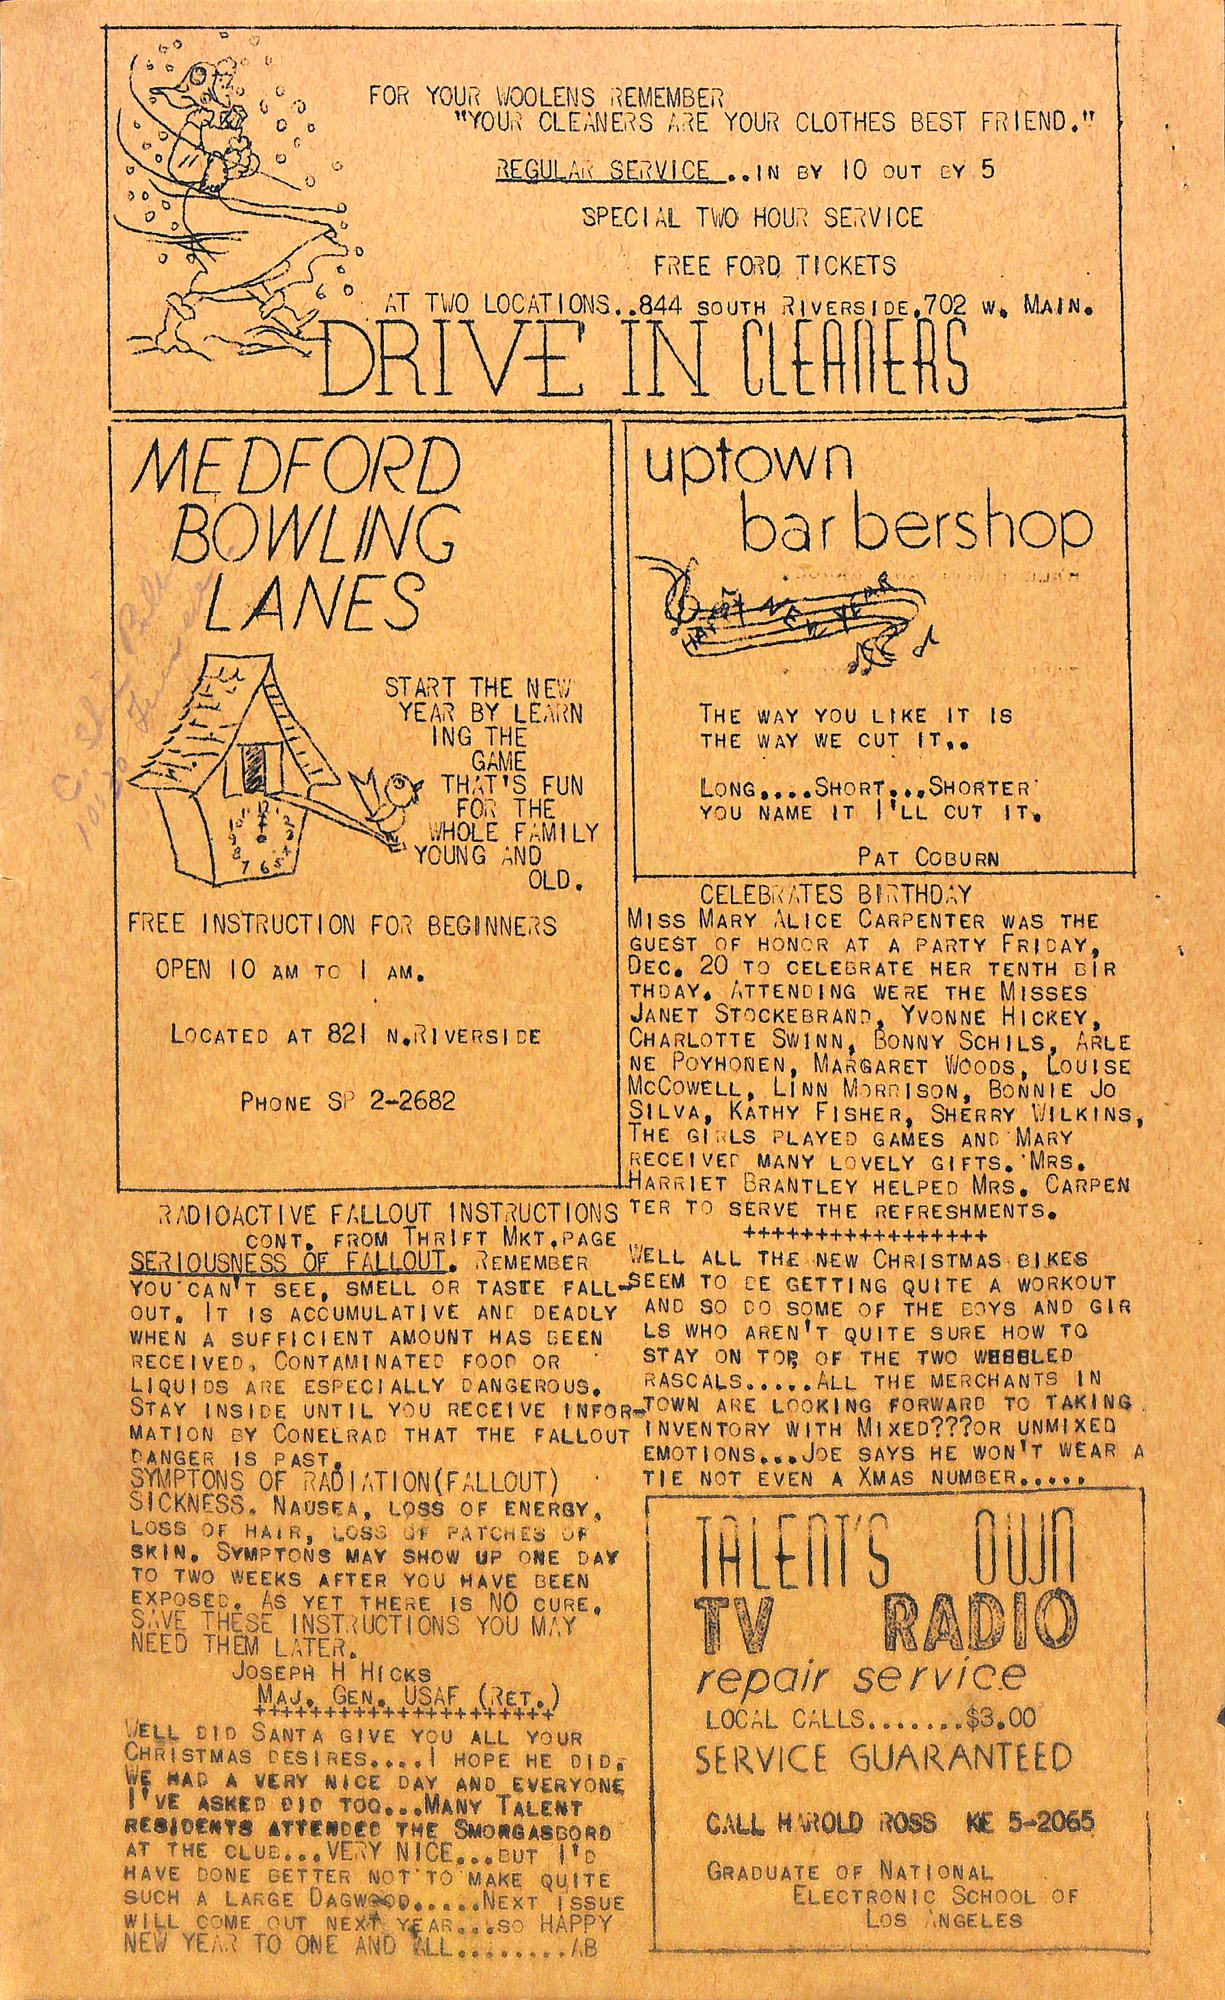 FOR YOUR WOOLENS REMEMBER
"YOUR CLEANERS ARE YOUR CLOTHES BEST FRIEND."
REGULAR SERVICE..IN BY 10 OUT BY 5
SPECIAL TWO HOUR SERVICE
FREE FORD TICKETS
AT TWO LOCATIONS..844 SOUTH RIVERSIDE.702 W. MAIN.
DRIVE IN CLEANERS
MEDFORD
BOWLING
LANES
START THE NEW
YEAR BY LEARN
ING THE
GAME
THAT'S FUN
FOR THE
WHOLE FAMILY
YOUNG AND
OLD.
FREE INSTRUCTION FOR BEGINNERS
OPEN 10 AM TO 1 AM.
LOCATED AT 821 N.RIVERSIDE
PHONE SP 2-2682
uptown
barbershop
HAPPY NEW YEAR
THE WAY YOU LIKE IT IS
THE WAY WE CUT IT..
LONG....SHORT...SHORTER
YOU NAME IT I'LL CUT IT.
PAT COBURN
RADIOACTIVE FALLOUT INSTRUCTIONS
CONT. FROM THRIFT MKT.PAGE
SERIOUSNESS OF FALLOUT. REMEMBER
YOU CAN'T SEE, SMELL OR TASTE FALL-
OUT. IT IS ACCUMULATIVE AND DEADLY
WHEN A SUFFICIENT AMOUNT HAS BEEN
RECEIVED. CONTAMINATED FOOD OR
LIQUIDS ARE ESPECIALLY DANGEROUS.
STAY INSIDE UNTIL YOU RECEIVE INFOR-
MATION BY CONELRAD THAT THE FALLOUT
DANGER IS PAST.
SYMPTONS OF RADIATION(FALLOUT)
SICKNESS. NAUSEA, LOSS OF ENERGY,
LOSS OF HAIR, LOSS OF PATCHES OF
SKIN. SYMPTONS MAY SHOW UP ONE DAY
TO TWO WEEKS AFTER YOU HAVE BEEN
EXPOSED. AS YET THERE IS NO CURE.
SAVE THESE INSTRUCTIONS YOU MAY
NEED THEM LATER.
JOSEPH H HICKS
MAJ. GEN. USAF (RET.)
+++++++++++++++++++++
WELL DID SANTA GIVE YOU ALL YOUR
CHRISTMAS DESIRES....I HOPE HE DID.
WE HAD A VERY NICE DAY AND EVERYONE
I'VE ASKED DID TOO...MANY TALENT
RESIDENTS ATTENDED THE SMORGASBORD
AT THE CLUB...VERY NICE...BUT I'D
HAVE DONE BETTER NOT TO MAKE QUITE
SUCH A LARGE DAGWOOD.....NEXT ISSUE
WILL COME OUT NEXT YEAR...SO HAPPY
NEW YEAR TO ONE AND ALL.........AB
CELEBRATES BIRTHDAY
MISS MARY ALICE CARPENTER WAS THE
GUEST OF HONOR AT A PARTY FRIDAY,
DEC. 20 TO CELEBRATE HER TENTH BIR
THDAY. ATTENDING WERE THE MISSES
JANET STOCKEBRAND, YVONNE HICKEY,
CHARLOTTE SWINN, BONNY SCHILS, ARLE
NE POYHONEN, MARGARET WOODS, LOUISE
MCCOWELL, LINN MORRISON, BONNIE JO
SILVA, KATHY FISHER, SHERRY WILKINS,
THE GIRLS PLAYED GAMES AND MARY
RECEIVED MANY LOVELY GIFTS. MRS.
HARRIET BRANTLEY HELPED MRS. CARPEN
TER TO SERVE THE REFRESHMENTS.
+++++++++++++++++
WELL ALL THE NEW CHRISTMAS BIKES
SEEM TO BE GETTING QUITE A WORKOUT
AND SO DO SOME OF THE BOYS AND GIR
LS WHO AREN'T QUITE SURE HOW TO
STAY ON TOP OF THE TWO WHEELED
RASCALS.....ALL THE MERCHANTS IN
TOWN ARE LOOKING FORWARD TO TAKING
INVENTORY WITH MIXED???OR UNMIXED
EMOTIONS...JOE SAYS HE WON'T WEAR A
TIE NOT EVEN A XMAS NUMBER.....
TALENT'S OWN
TV RADIO
repair service
LOCAL CALLS.......$3.00
SERVICE GUARANTEED
CALL HAROLD ROSS KE 5-2065
GRADUATE OF NATIONAL
ELECTRONIC SCHOOL OF
LOS ANGELES